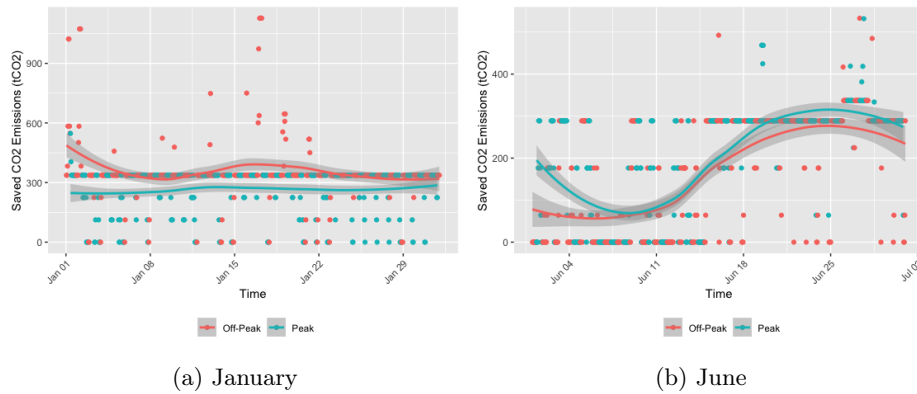 Saved CO2 Emissions (tCO2)
900
600
300
0
Jan 01
Jan 08
Jan 15
Jan 22
Jan 29
Time
Off-Peak
Peak
(a) January
Saved CO2 Emissions (tCO2)
400
200
0
Jun 04
Jun 11
Jun 18
Jun 25
Jul 0
Time
Off-Peak
Peak
(b) June